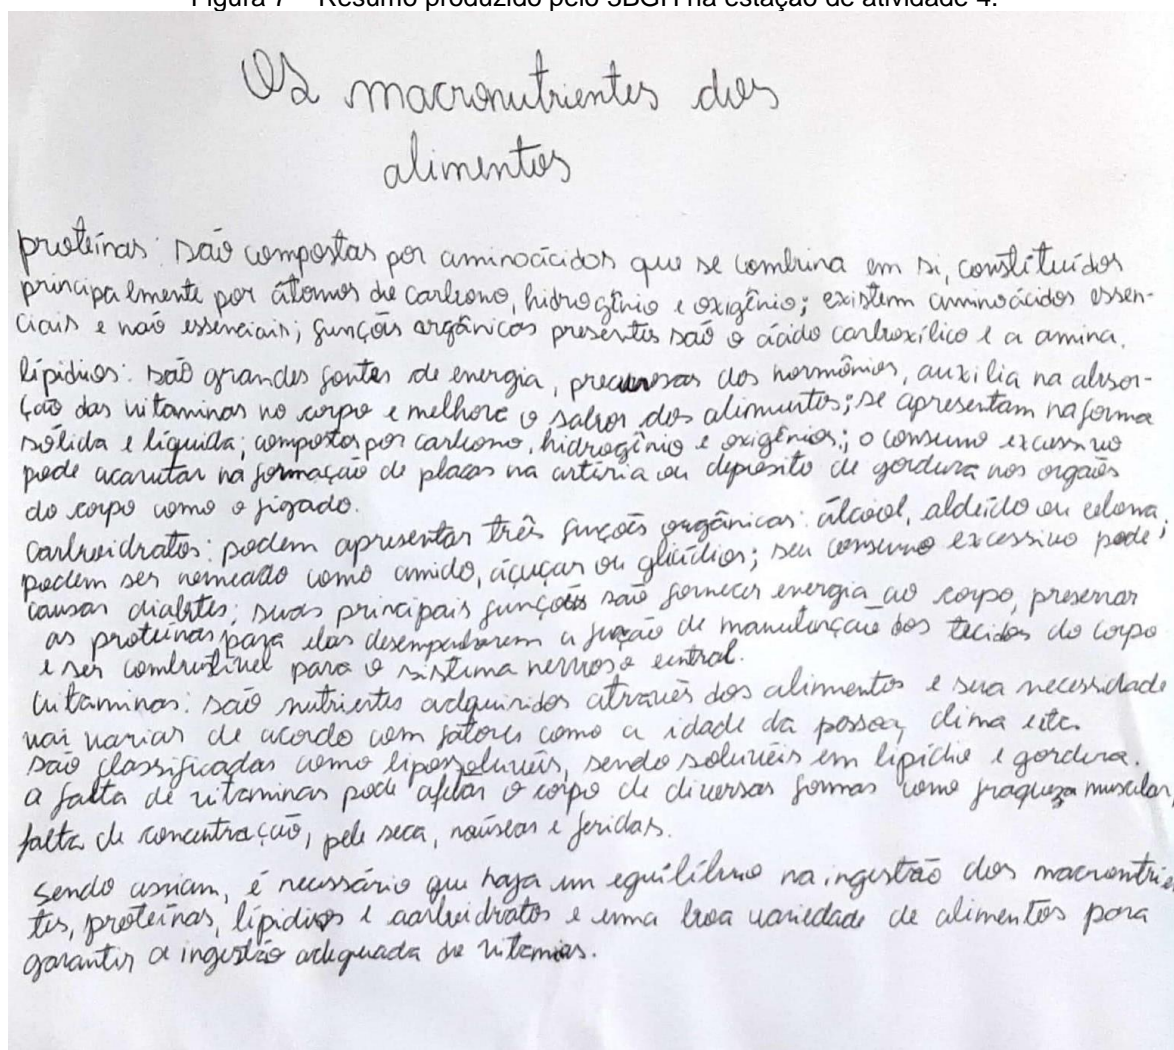 Figura 7 – Resumo produzido pelo 3BGH na estação de atividade 4.
Os macronutrientes dos
alimentos
proteínas: são compostas por aminoácidos que se combina em si, constituídos
principalmente por átomos de carbono, hidrogênio e oxigênio; existem aminoácidos essen-
ciais e não essenciais; funções orgânicas presentes são o ácido carboxílico e a amina.
lipídios: são grandes fontes de energia, precursoras dos hormônios, auxilia na absor-
ção das vitaminas no corpo e melhore o sabor dos alimentos; se apresentam na forma
sólida e líquida; compostos por carbono, hidrogênio e oxigênios; o consumo excessivo
pode acarretar na formação de placas na artéria ou depósito de gordura nos orgãos
do corpo como o fígado.
Carboidratos: podem apresentar três funções orgânicas: álcool, aldeído ou cetona;
podem ser nomeado como amido, açúcar ou glicídios; seu consumo excessivo pode
causar diabetes; suas principais funções são fornecer energia ao corpo, preservar
as proteínas para elas desempenharem a função de manutenção dos tecidos do corpo
e ser combustível para o sistema nervoso central.
Vitaminas: são nutrientes adquiridos através dos alimentos e sua necessidade
vai variar de acordo com fatores como a idade da pessoa, clima etc.
São classificadas como lipossoluvéis, sendo soluvéis em lipídio e gordura.
a falta de vitaminas pode afetar o corpo de diversas formas como fraqueza muscular,
falta de concentração, pele seca, naúseas e feridas.
Sendo assim, é necessário que haja um equilíbrio na ingestão dos macrontrien
tes, proteínas, lipídios e carboidratos e uma boa variedade de alimentos para
garantir a ingestão adequada de vitamias.